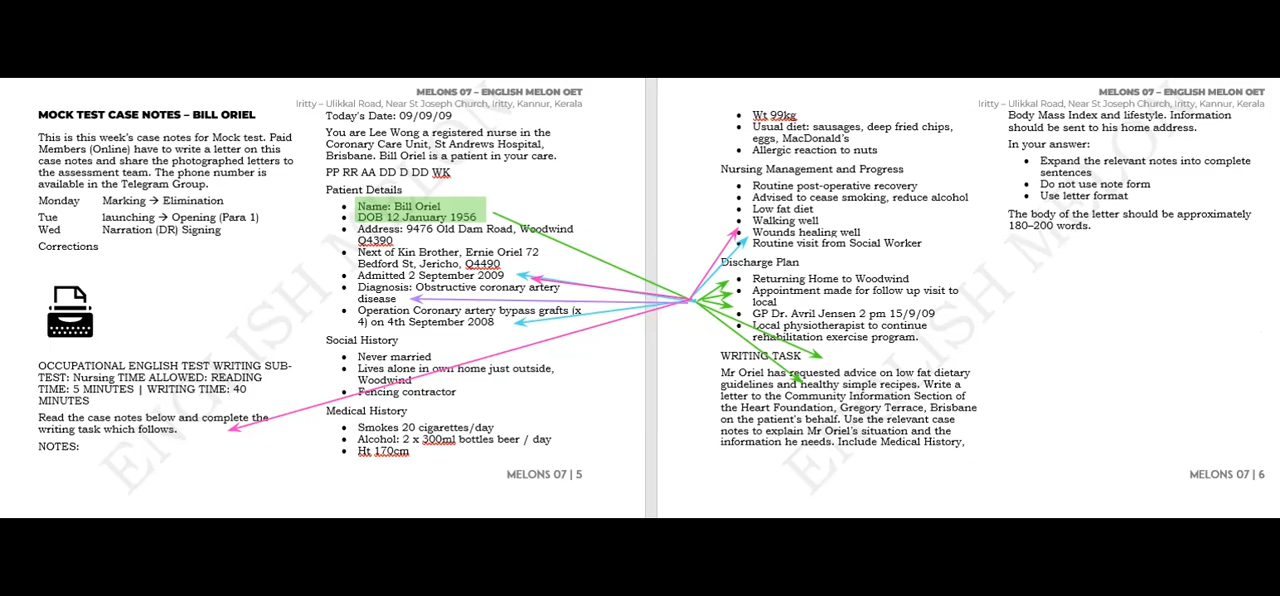 MELONS 07 – ENGLISH MELON OET
Iritty – Ulikkal Road, Near St Joseph Church, Iritty, Kannur, Kerala
MOCK TEST CASE NOTES – BILL ORIEL
This is this week's case notes for Mock test. Paid
Members (Online) have to write a letter on this
case notes and share the photographed letters to
the assessment team. The phone number is
available in the Telegram Group.
Monday Marking → Elimination
Tue launching → Opening (Para 1)
Wed Narration (DR) Signing
Corrections
OCCUPATIONAL ENGLISH TEST WRITING SUB-
TEST: Nursing TIME ALLOWED: READING
TIME: 5 MINUTES | WRITING TIME: 40
MINUTES
Read the case notes below and complete the
writing task which follows.
NOTES:
Today's Date: 09/09/09
You are Lee Wong a registered nurse in the
Coronary Care Unit, St Andrews Hospital,
Brisbane. Bill Oriel is a patient in your care.
PP RR AA DD D DD WK
Patient Details
• Name: Bill Oriel
• DOB 12 January 1956
• Address: 9476 Old Dam Road, Woodwind
Q4390
• Next of Kin Brother, Ernie Oriel 72
Bedford St, Jericho, Q4490
• Admitted 2 September 2009
• Diagnosis: Obstructive coronary artery
disease
• Operation Coronary artery bypass grafts (x
4) on 4th September 2008
Social History
• Never married
• Lives alone in own home just outside,
Woodwind
• Fencing contractor
Medical History
• Smokes 20 cigarettes/day
• Alcohol: 2 x 300ml bottles beer / day
• Ht 170cm
MELONS 07 | 5
MELONS 07 – ENGLISH MELON OET
Iritty – Ulikkal Road, Near St Joseph Church, Iritty, Kannur, Kerala
• Wt 99kg
• Usual diet: sausages, deep fried chips,
eggs, MacDonald's
• Allergic reaction to nuts
Nursing Management and Progress
• Routine post-operative recovery
• Advised to cease smoking, reduce alcohol
• Low fat diet
• Walking well
• Wounds healing well
• Routine visit from Social Worker
Discharge Plan
• Returning Home to Woodwind
• Appointment made for follow up visit to
local
• GP Dr. Avril Jensen 2 pm 15/9/09
• Local physiotherapist to continue
rehabilitation exercise program.
WRITING TASK
Mr Oriel has requested advice on low fat dietary
guidelines and healthy simple recipes. Write a
letter to the Community Information Section of
the Heart Foundation, Gregory Terrace, Brisbane
on the patient's behalf. Use the relevant case
notes to explain Mr Oriel's situation and the
information he needs. Include Medical History,
Body Mass Index and lifestyle. Information
should be sent to his home address.
In your answer:
• Expand the relevant notes into complete
sentences
• Do not use note form
• Use letter format
The body of the letter should be approximately
180–200 words.
MELONS 07 | 6
ENGLISH MELON
ENGLISH MELON